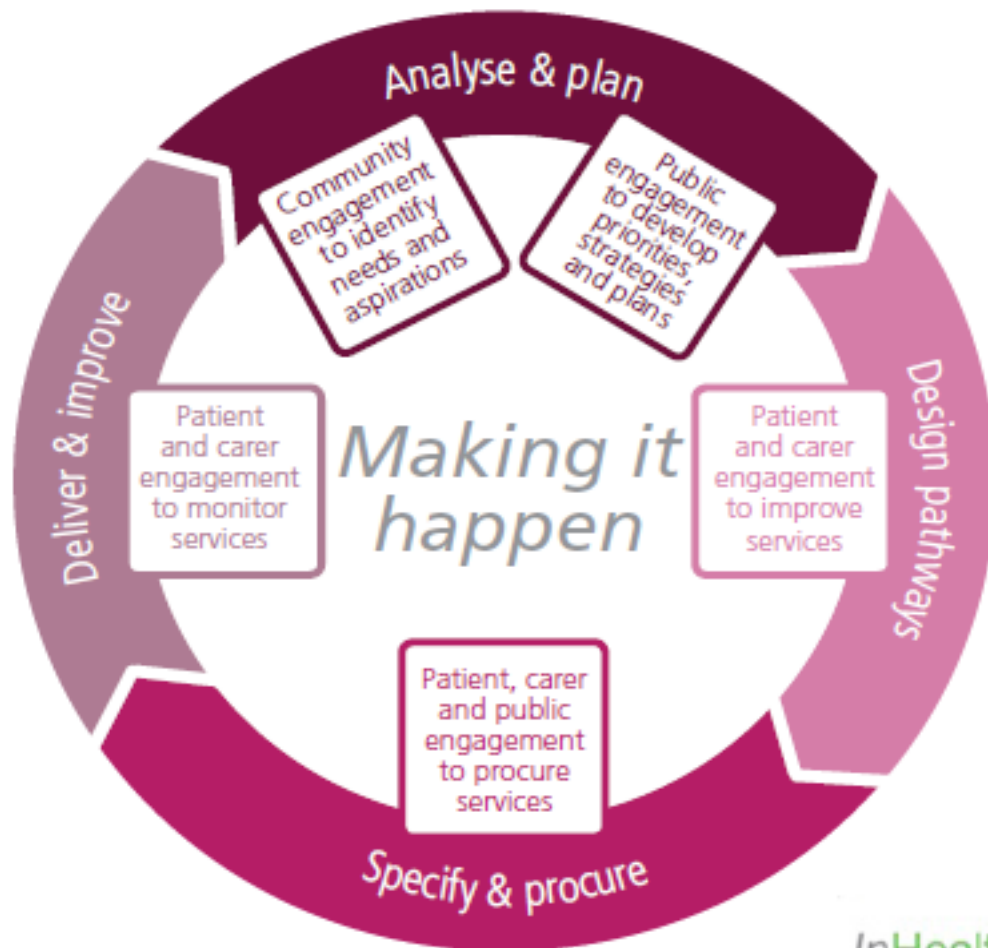 Analyse & plan
Community
engagement
to identify
needs and
aspirations
Public
engagement
to develop
priorities,
strategies
and plans
Deliver & improve
Patient
and carer
engagement
to monitor
services
Making it
happen
Patient
and carer
engagement
to improve
services
Design pathways
Patient, carer
and public
engagement
to procure
services
Specify & procure